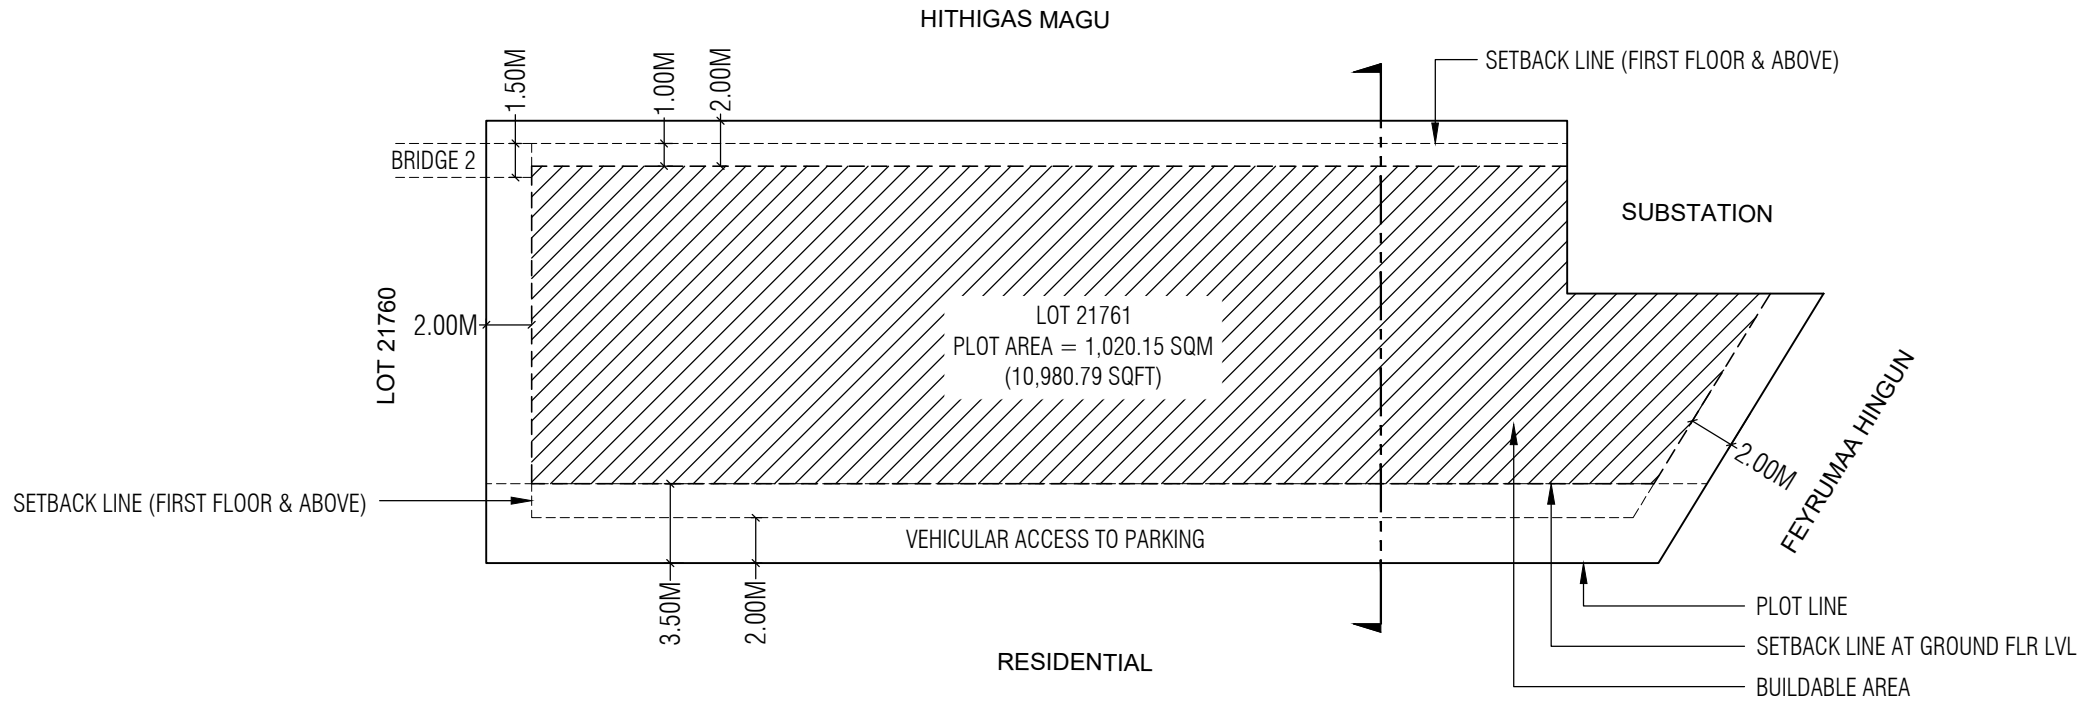 HITHIGAS MAGU
1.50M
1.00M
2.00M
SETBACK LINE (FIRST FLOOR & ABOVE)
BRIDGE 2
SUBSTATION
LOT 21760
2.00M
LOT 21761
PLOT AREA = 1,020.15 SQM
(10,980.79 SQFT)
FEYRUMAA HINGUN
2.00M
SETBACK LINE (FIRST FLOOR & ABOVE)
VEHICULAR ACCESS TO PARKING
3.50M
2.00M
PLOT LINE
SETBACK LINE AT GROUND FLR LVL
RESIDENTIAL
BUILDABLE AREA